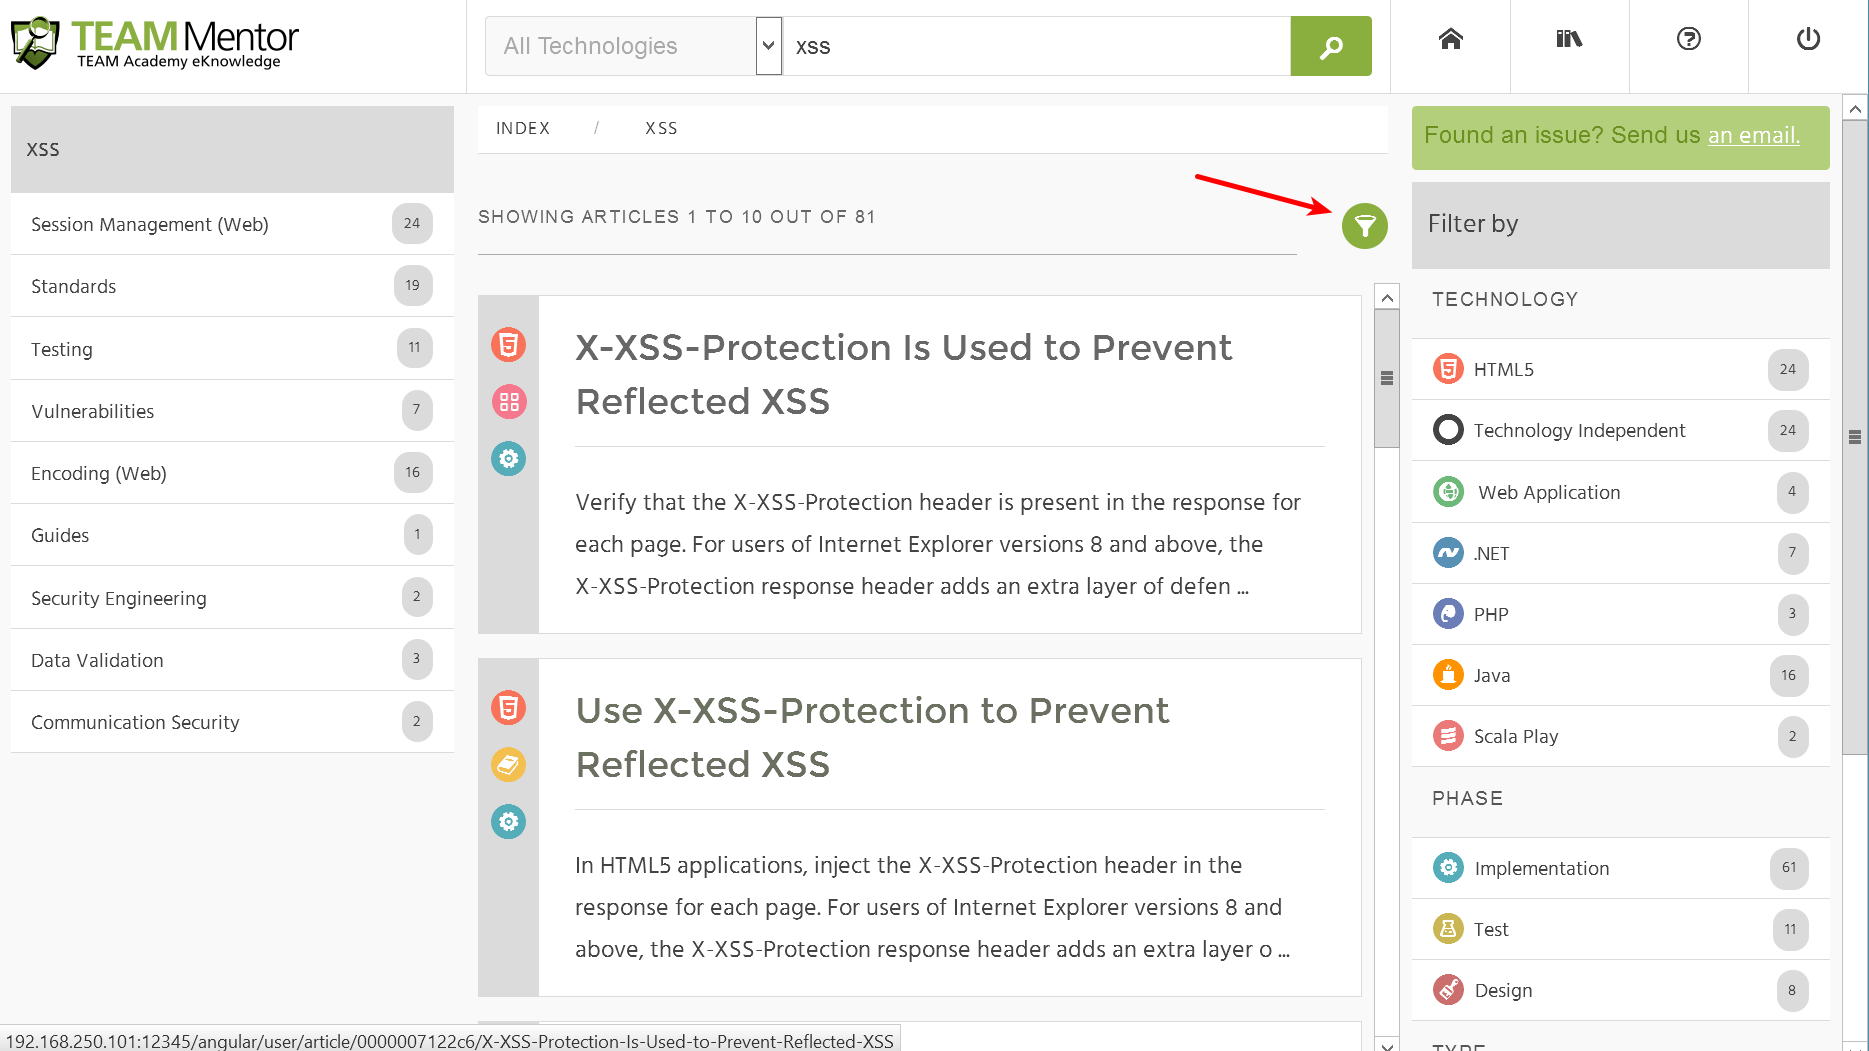 TEAM Mentor
TEAM Academy eKnowledge
All Technologies
XSS
XSS
Session Management (Web) 24
Standards 19
Testing 11
Vulnerabilities 7
Encoding (Web) 16
Guides 1
Security Engineering 2
Data Validation 3
Communication Security 2
INDEX / XSS
SHOWING ARTICLES 1 TO 10 OUT OF 81
X-XSS-Protection Is Used to Prevent
Reflected XSS
Verify that the X-XSS-Protection header is present in the response for
each page. For users of Internet Explorer versions 8 and above, the
X-XSS-Protection response header adds an extra layer of defen ...
Use X-XSS-Protection to Prevent
Reflected XSS
In HTML5 applications, inject the X-XSS-Protection header in the
response for each page. For users of Internet Explorer versions 8 and
above, the X-XSS-Protection response header adds an extra layer o ...
Found an issue? Send us an email.
Filter by
TECHNOLOGY
HTML5 24
Technology Independent 24
Web Application 4
.NET 7
PHP 3
Java 16
Scala Play 2
PHASE
Implementation 61
Test 11
Design 8
TYPE
192.168.250.101:12345/angular/user/article/0000007122c6/X-XSS-Protection-Is-Used-to-Prevent-Reflected-XSS